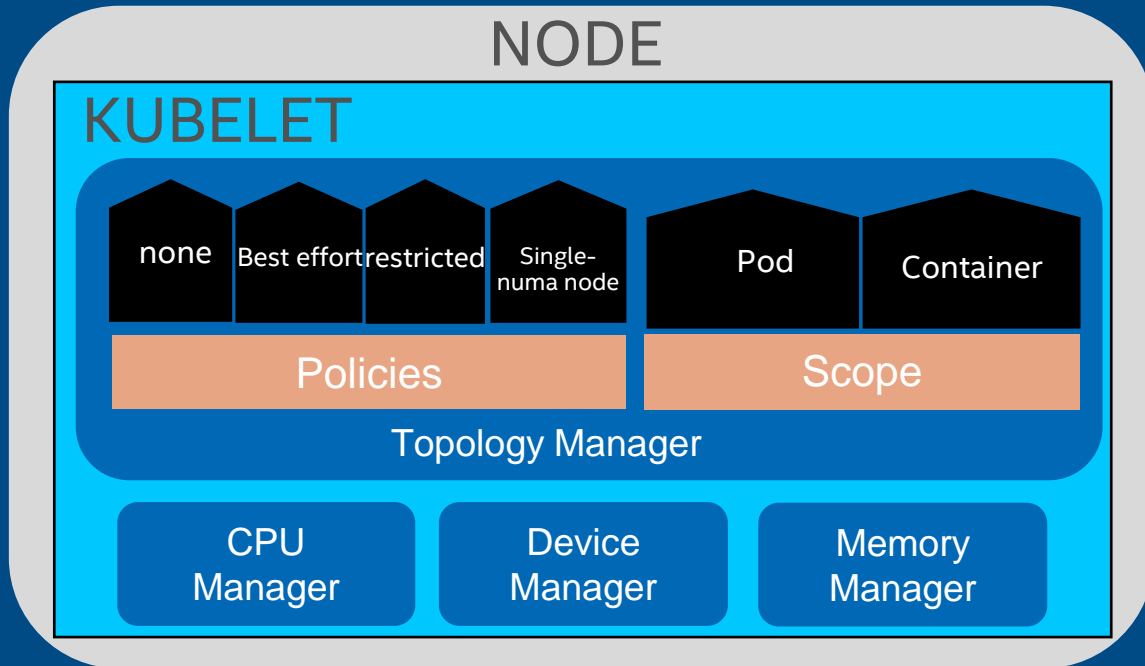 NODE
KUBELET
none
Best effort
restricted
Single-
numa node
Pod
Container
Policies
Scope
Topology Manager
CPU
Manager
Device
Manager
Memory
Manager